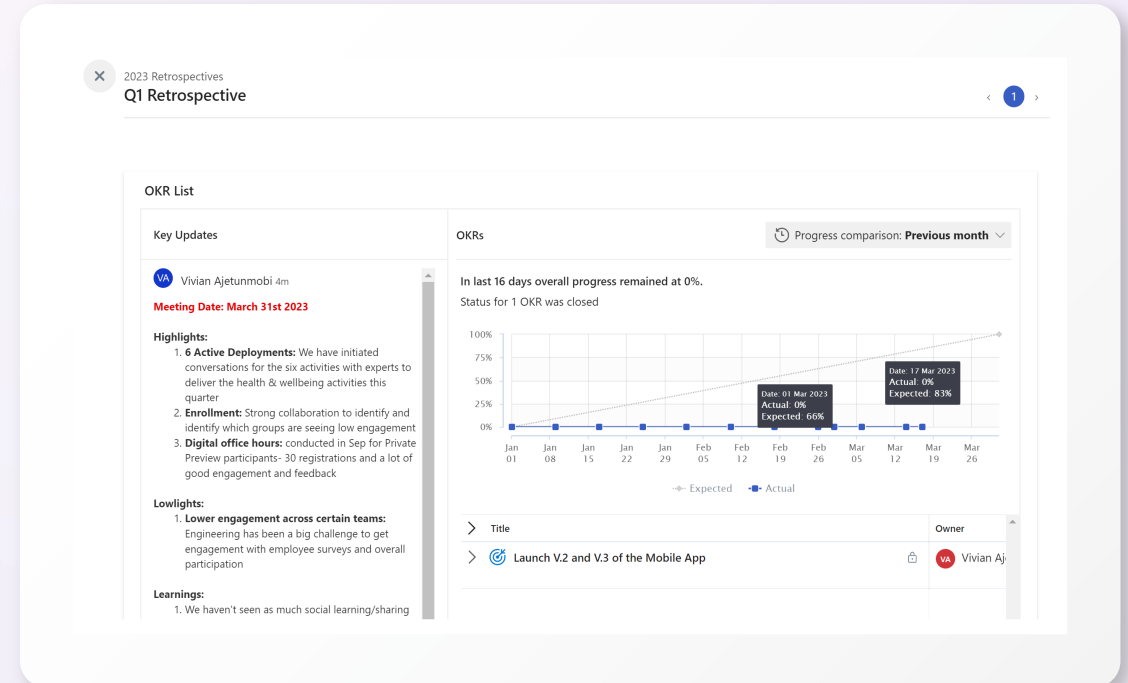 2023 Retrospectives
Q1 Retrospective
1
OKR List
Key Updates
VA Vivian Ajetunmobi 4m
Meeting Date: March 31st 2023
Highlights:
1. 6 Active Deployments: We have initiated
conversations for the six activities with experts to
deliver the health & wellbeing activities this
quarter
2. Enrollment: Strong collaboration to identify and
identify which groups are seeing low engagement
3. Digital office hours: conducted in Sep for Private
Preview participants- 30 registrations and a lot of
good engagement and feedback
Lowlights:
1. Lower engagement across certain teams:
Engineering has been a big challenge to get
engagement with employee surveys and overall
participation
Learnings:
1. We haven't seen as much social learning/sharing
OKRs
Progress comparison: Previous month
In last 16 days overall progress remained at 0%.
Status for 1 OKR was closed
100%
75%
50%
25%
0%
Date: 01 Mar 2023
Actual: 0%
Expected: 66%
Date: 17 Mar 2023
Actual: 0%
Expected: 83%
Jan 01
Jan 08
Jan 15
Jan 22
Jan 29
Feb 05
Feb 12
Feb 19
Feb 26
Mar 05
Mar 12
Mar 19
Mar 26
Expected Actual
Title Owner
Launch V.2 and V.3 of the Mobile App VA Vivian Aj